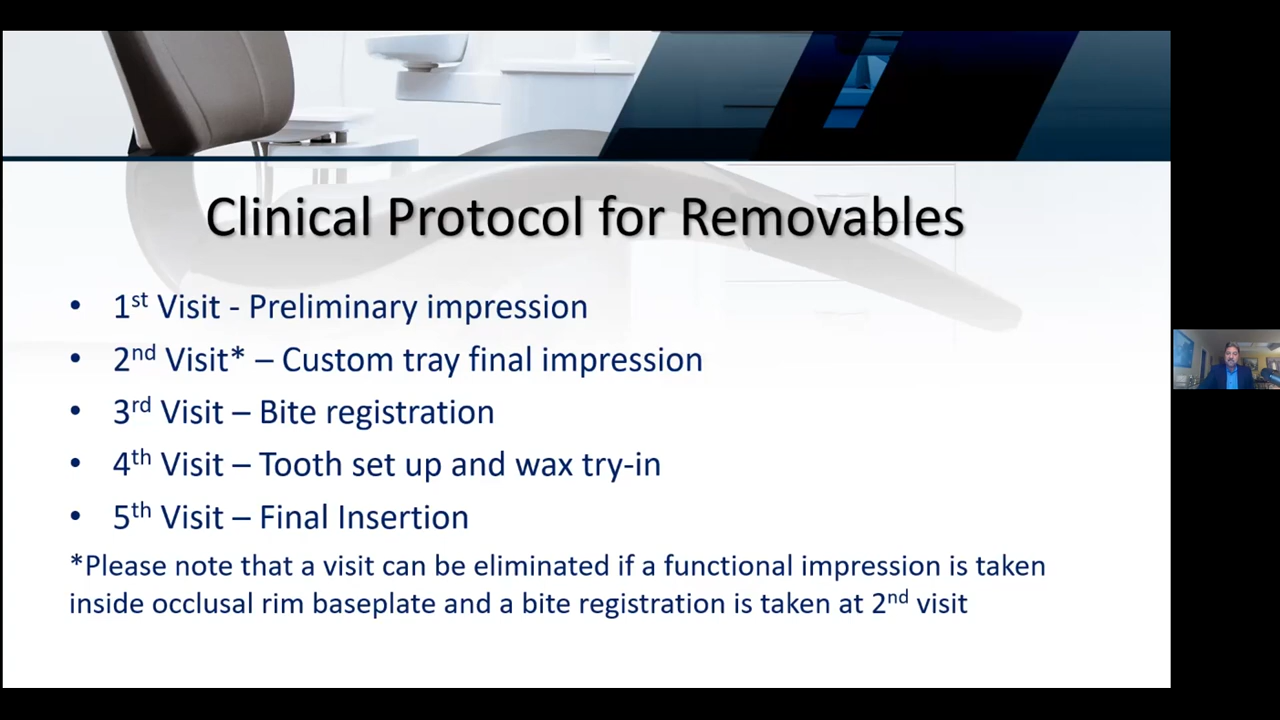 Clinical Protocol for Removables
• 1st Visit - Preliminary impression
• 2nd Visit* – Custom tray final impression
• 3rd Visit – Bite registration
• 4th Visit – Tooth set up and wax try-in
• 5th Visit – Final Insertion
*Please note that a visit can be eliminated if a functional impression is taken
inside occlusal rim baseplate and a bite registration is taken at 2nd visit